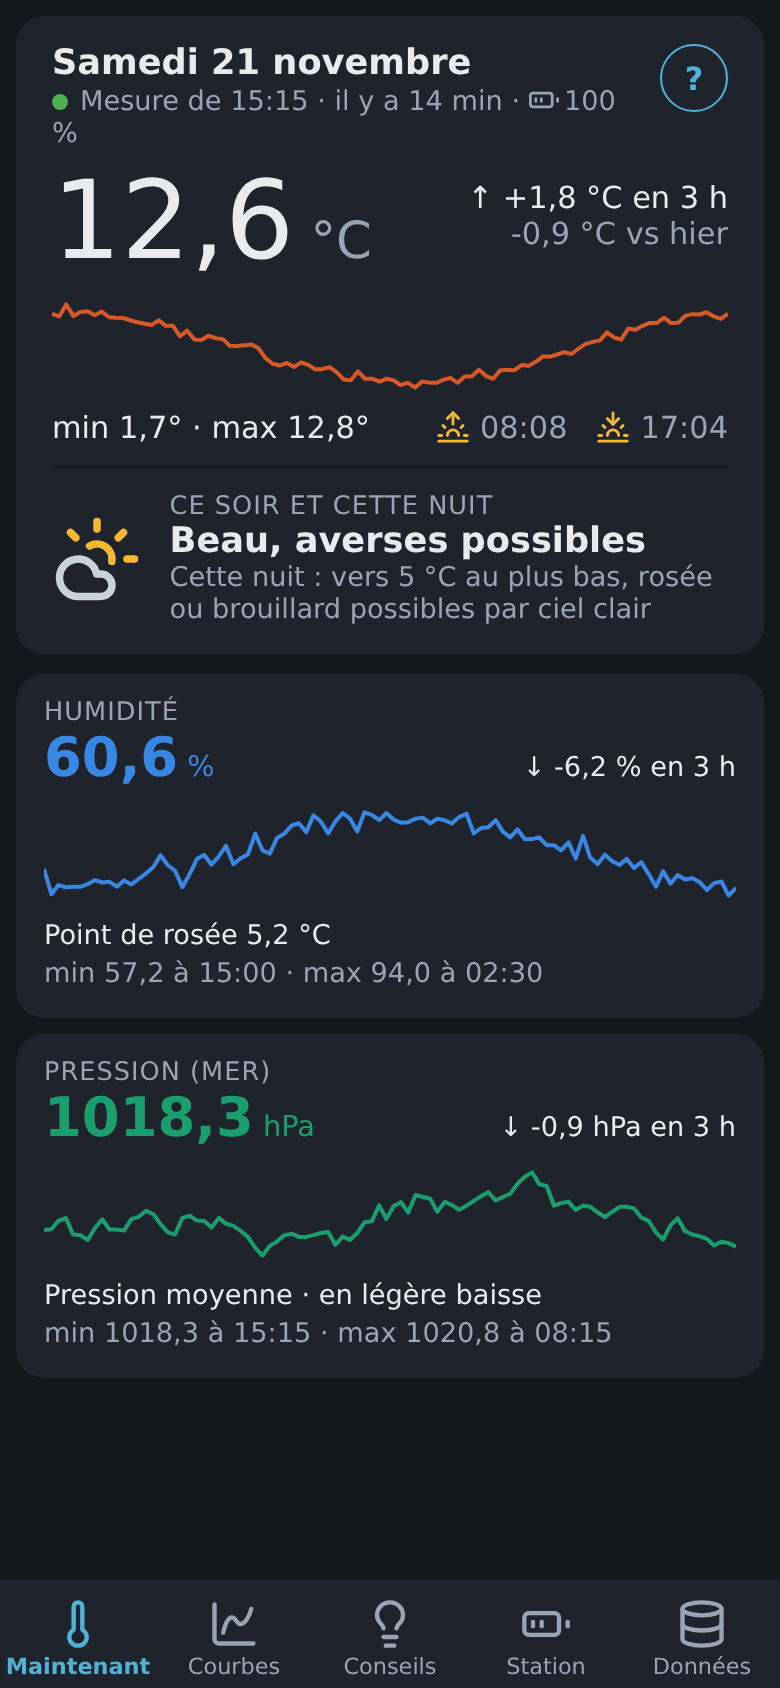 Samedi 21 novembre
?
Mesure de 15:15 · il y a 14 min · 100
%
12,6 °C
↑ +1,8 °C en 3 h
-0,9 °C vs hier
min 1,7° · max 12,8°
08:08
17:04
CE SOIR ET CETTE NUIT
Beau, averses possibles
Cette nuit : vers 5 °C au plus bas, rosée
ou brouillard possibles par ciel clair
HUMIDITÉ
60,6 %
↓ -6,2 % en 3 h
Point de rosée 5,2 °C
min 57,2 à 15:00 · max 94,0 à 02:30
PRESSION (MER)
1018,3 hPa
↓ -0,9 hPa en 3 h
Pression moyenne · en légère baisse
min 1018,3 à 15:15 · max 1020,8 à 08:15
Maintenant
Courbes
Conseils
Station
Données